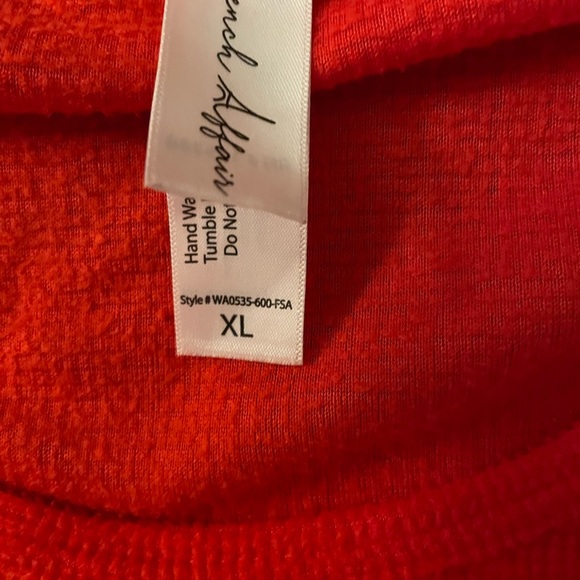 ench Affair
Hand Wa
Tumble
Do No
Style # WA0535-600-FSA
XL